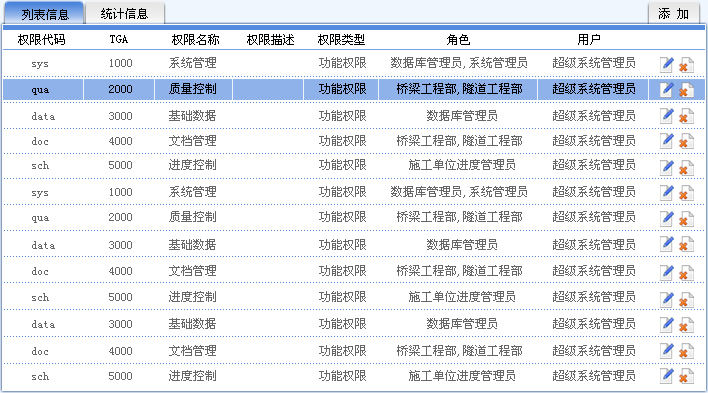 列表信息 统计信息 添 加
权限代码 TGA 权限名称 权限描述 权限类型 角色 用户
sys 1000 系统管理 功能权限 数据库管理员,系统管理员 超级系统管理员
qua 2000 质量控制 功能权限 桥梁工程部,隧道工程部 超级系统管理员
data 3000 基础数据 功能权限 数据库管理员 超级系统管理员
doc 4000 文档管理 功能权限 桥梁工程部,隧道工程部 超级系统管理员
sch 5000 进度控制 功能权限 施工单位进度管理员 超级系统管理员
sys 1000 系统管理 功能权限 数据库管理员,系统管理员 超级系统管理员
qua 2000 质量控制 功能权限 桥梁工程部,隧道工程部 超级系统管理员
data 3000 基础数据 功能权限 数据库管理员 超级系统管理员
doc 4000 文档管理 功能权限 桥梁工程部,隧道工程部 超级系统管理员
sch 5000 进度控制 功能权限 施工单位进度管理员 超级系统管理员
data 3000 基础数据 功能权限 数据库管理员 超级系统管理员
doc 4000 文档管理 功能权限 桥梁工程部,隧道工程部 超级系统管理员
sch 5000 进度控制 功能权限 施工单位进度管理员 超级系统管理员